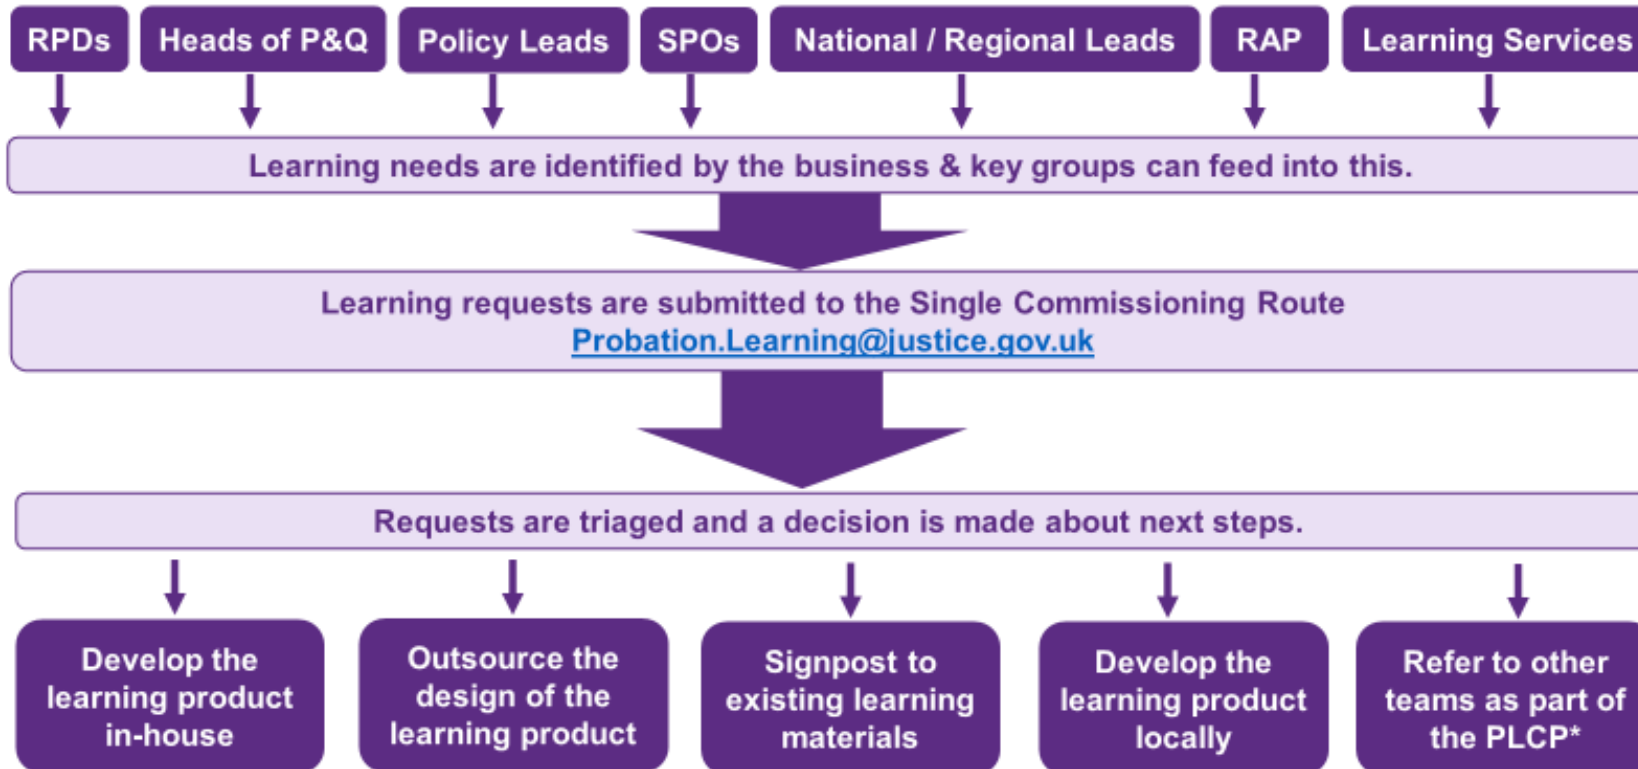 RPDs
Heads of P&Q
Policy Leads
SPOs
National / Regional Leads
RAP
Learning Services
Learning needs are identified by the business & key groups can feed into this.
Learning requests are submitted to the Single Commissioning Route
Probation.Learning@justice.gov.uk
Requests are triaged and a decision is made about next steps.
Develop the
learning product
in-house
Outsource the
design of the
learning product
Signpost to
existing learning
materials
Develop the
learning product
locally
Refer to other
teams as part of
the PLCP*